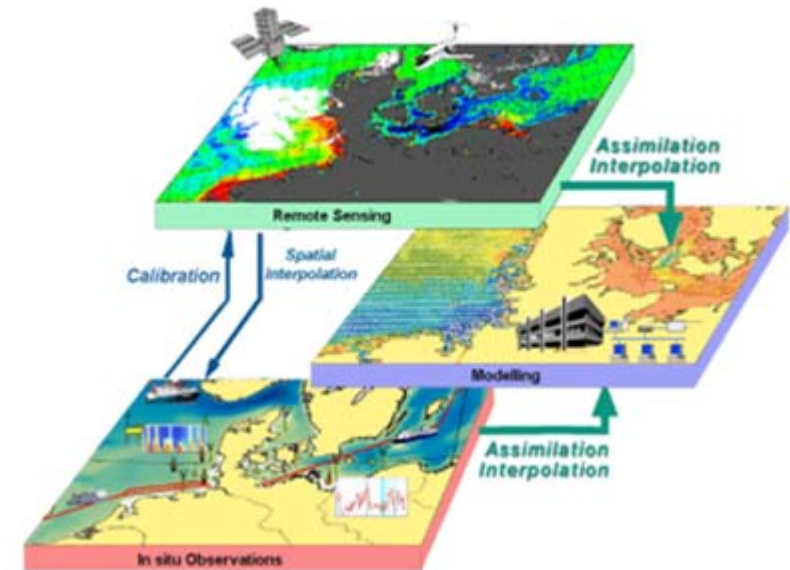 Assimilation
Interpolation
Remote Sensing
Calibration
Spatial
Interpolation
Modelling
Assimilation
Interpolation
In situ Observations